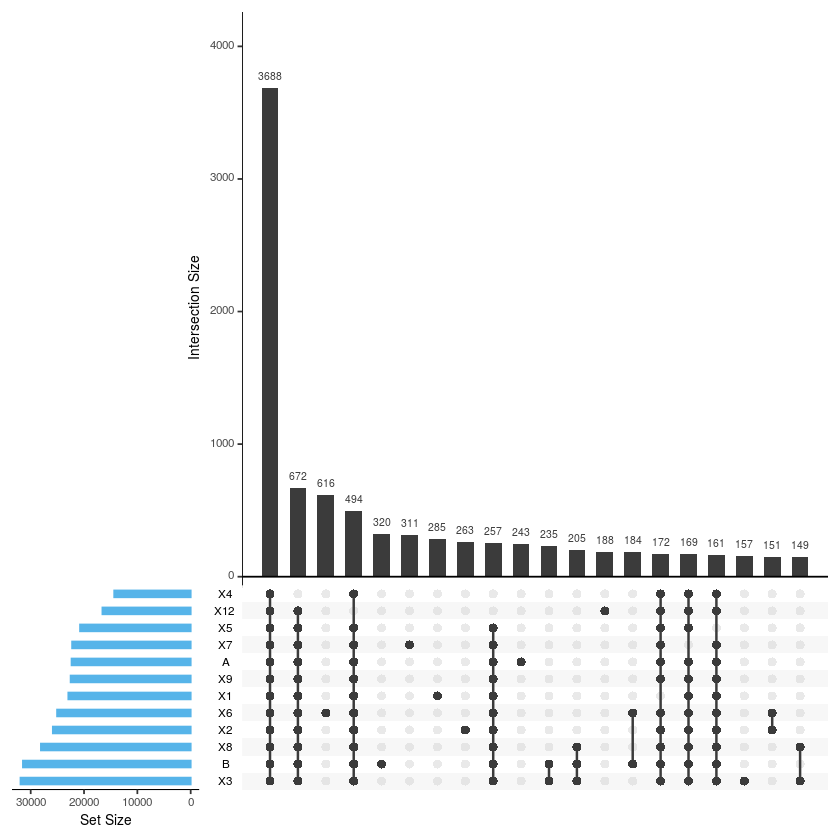 4000
3688
3000
Intersection Size
2000
1000
672
616
494
320
311
285
263
257
243
235
205
188
184
172
169
161
157
151
149
0
X4
X12
X5
X7
A
X9
X1
X6
X2
X8
B
X3
30000 20000 10000 0
Set Size